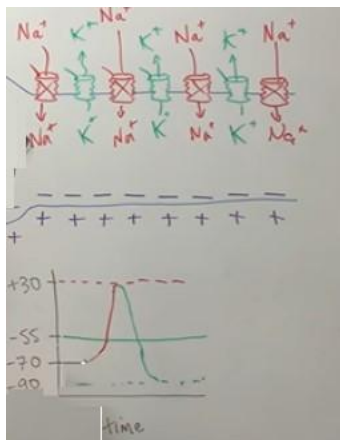 Na⁺ K⁺ Na⁺ K⁺ Na⁺ K⁺ Na⁺
Na⁺ K⁺ Na⁺ K⁺ Na⁺ K⁺ Na⁺
− − − − − − − −
+ + + + + + + + +
+30
-55
-70
-90
time